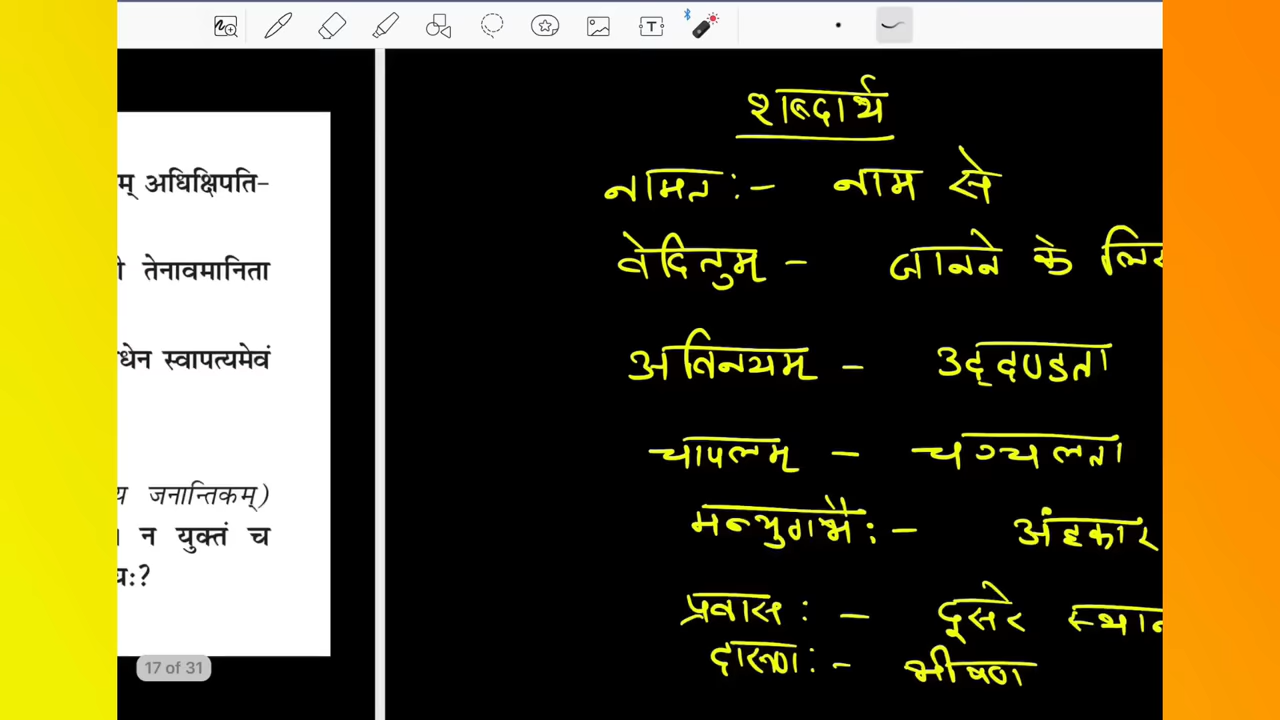 म् अधिक्षिपति-
तेनावमानिता
धेन स्वापत्यमेवं
य जनान्तिकम्)
। न युक्तं च
यः?
17 of 31
शब्दार्थ
नामतः - नाम से
वेदितुम् - जानने के लिए
अतिनयम् - उद्दण्डता
चापलम् - चञ्चलता
मन्युगर्भैः - अंहकार
प्रवासः - दूसरे स्थान
दारूणः - भीषण